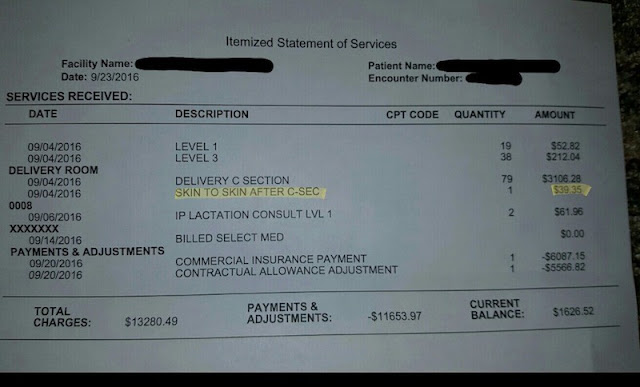 Itemized Statement of Services
Facility Name: Patient Name:
Date: 9/23/2016 Encounter Number:
SERVICES RECEIVED:
DATE DESCRIPTION CPT CODE QUANTITY AMOUNT
09/04/2016 LEVEL 1 19 $52.82
09/04/2016 LEVEL 3 38 $212.04
DELIVERY ROOM
09/04/2016 DELIVERY C SECTION 79 $3106.28
09/04/2016 SKIN TO SKIN AFTER C-SEC 1 $39.35
0008
09/06/2016 IP LACTATION CONSULT LVL 1 2 $61.96
XXXXXXX
09/14/2016 BILLED SELECT MED $0.00
PAYMENTS & ADJUSTMENTS
09/20/2016 COMMERCIAL INSURANCE PAYMENT 1 -$6087.15
09/20/2016 CONTRACTUAL ALLOWANCE ADJUSTMENT 1 -$5566.82
TOTAL CHARGES: $13280.49 PAYMENTS & ADJUSTMENTS: -$11653.97 CURRENT BALANCE: $1626.52